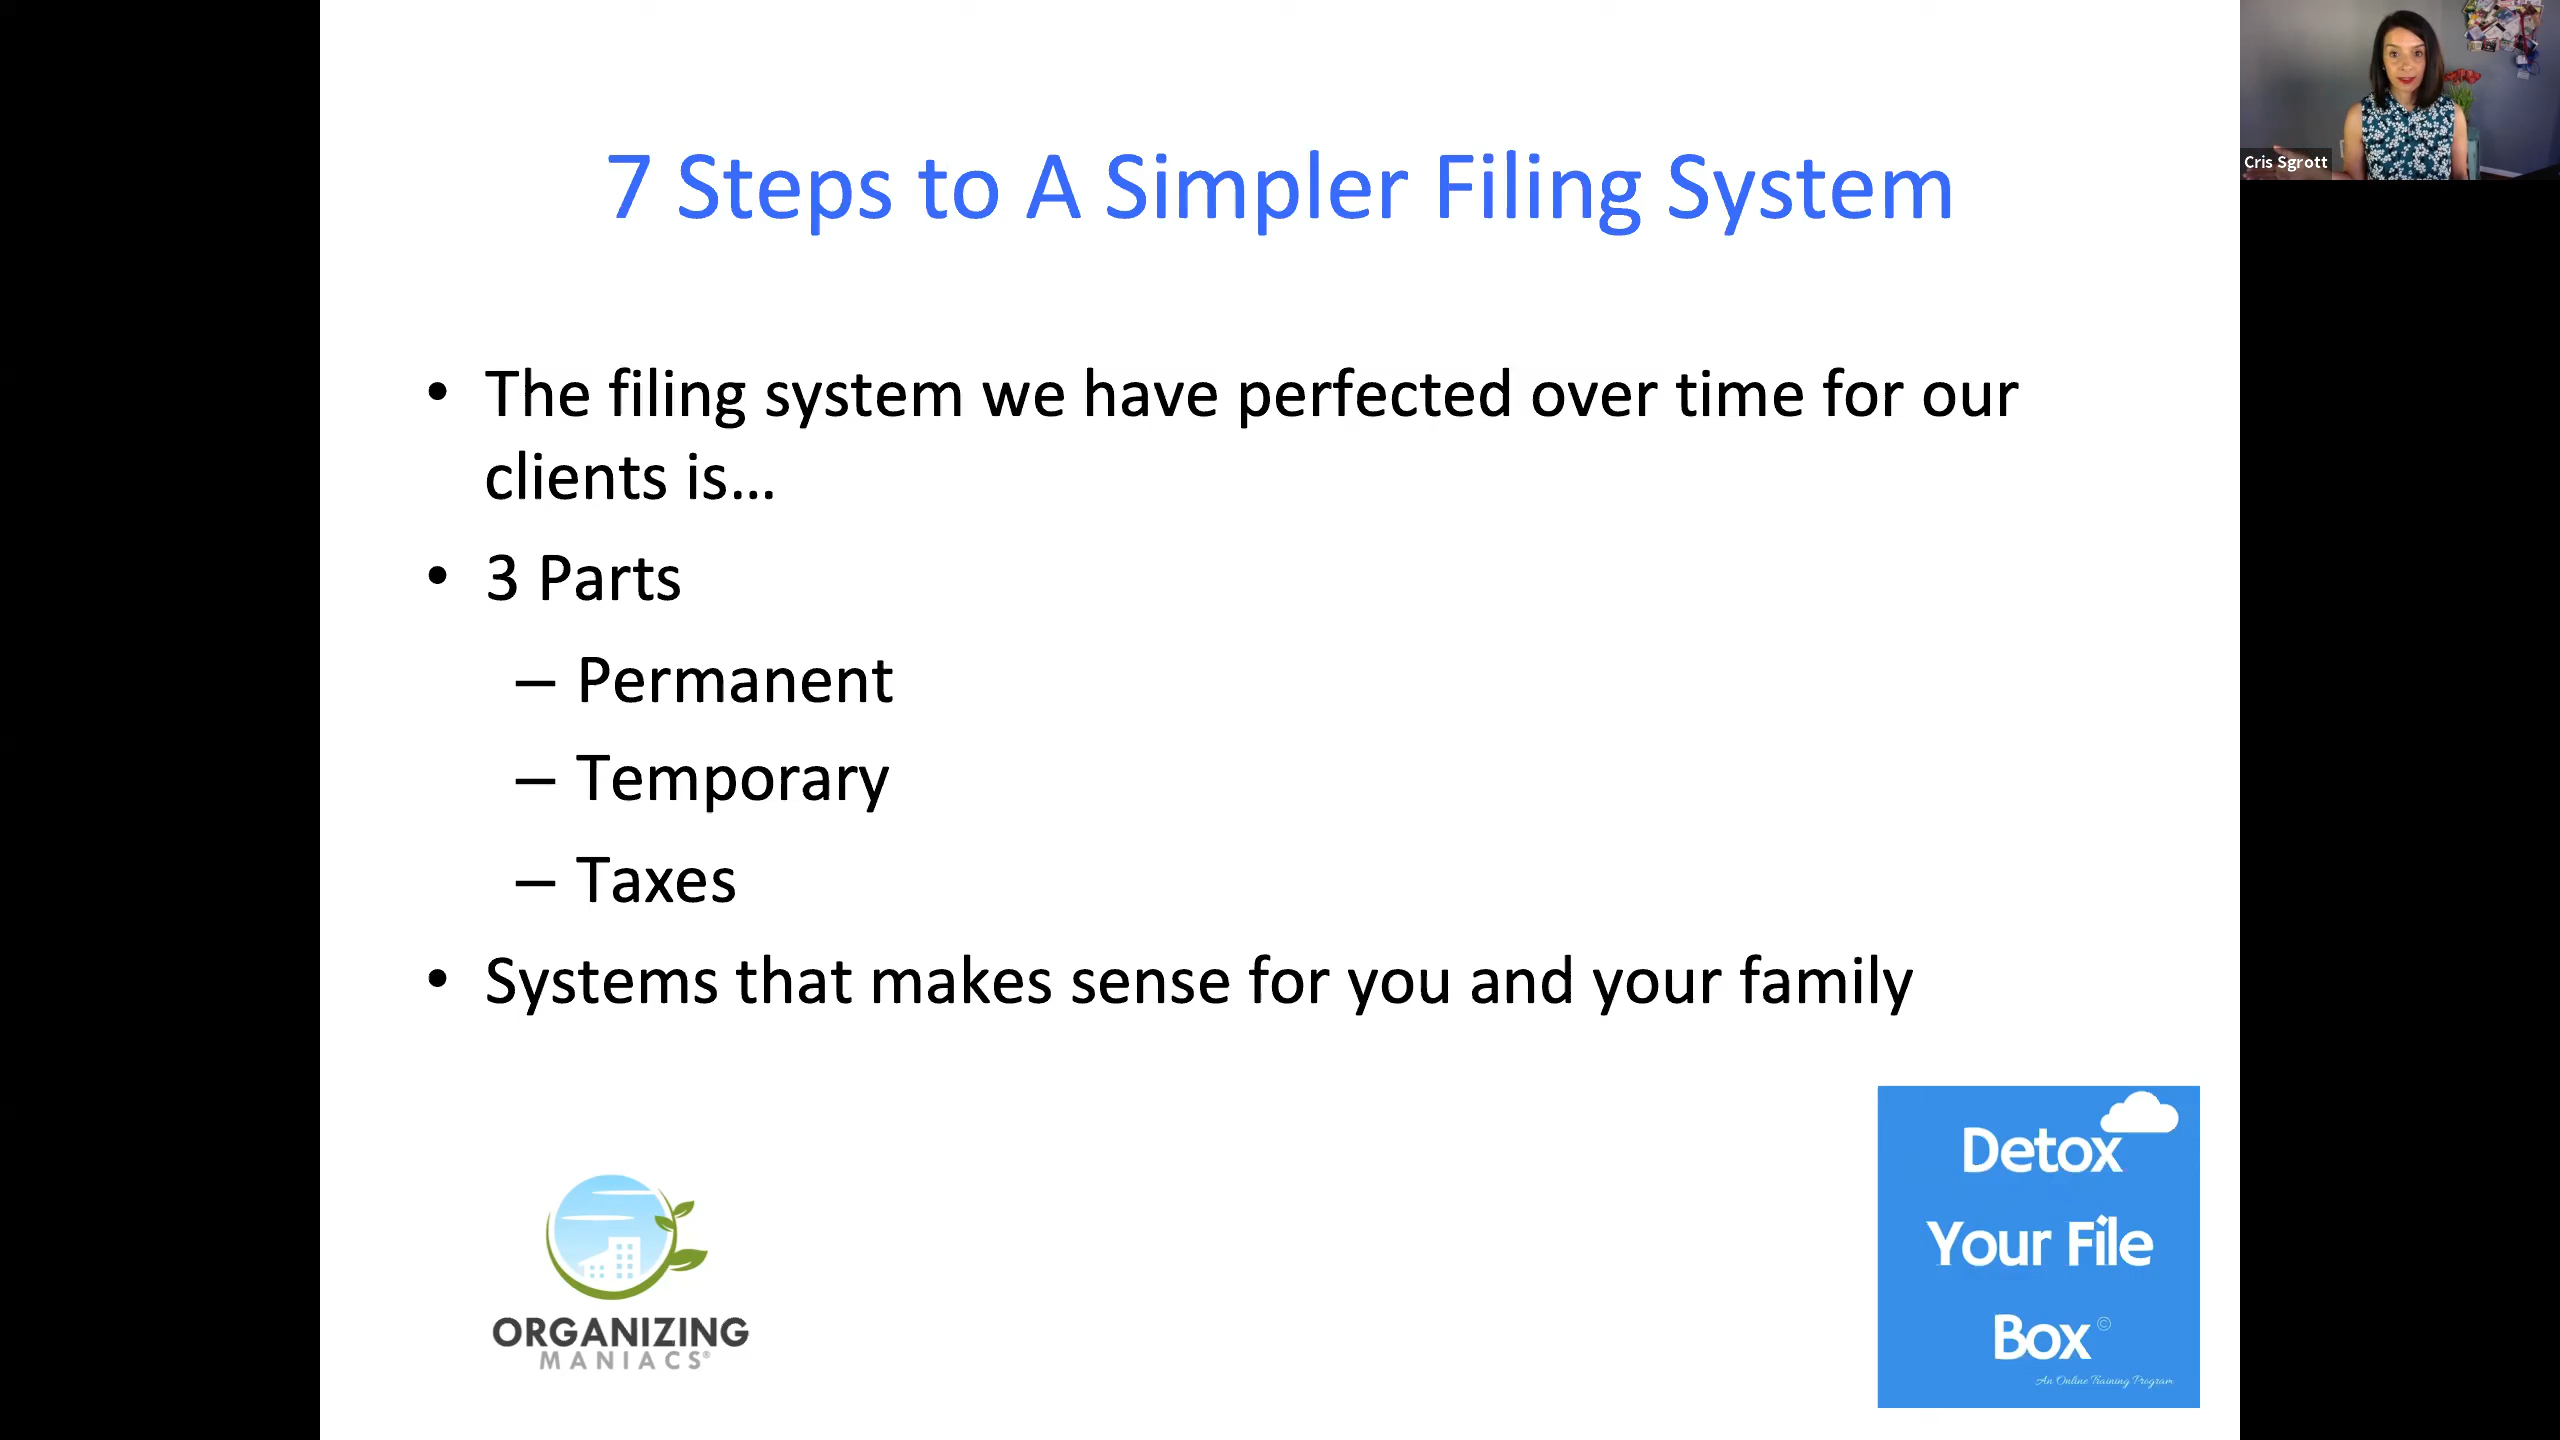 7 Steps to A Simpler Filing System
• The filing system we have perfected over time for our
clients is...
• 3 Parts
– Permanent
– Temporary
– Taxes
• Systems that makes sense for you and your family
ORGANIZING
MANIACS®
Detox
Your File
Box©
An Online Training Program
Cris Sgrott